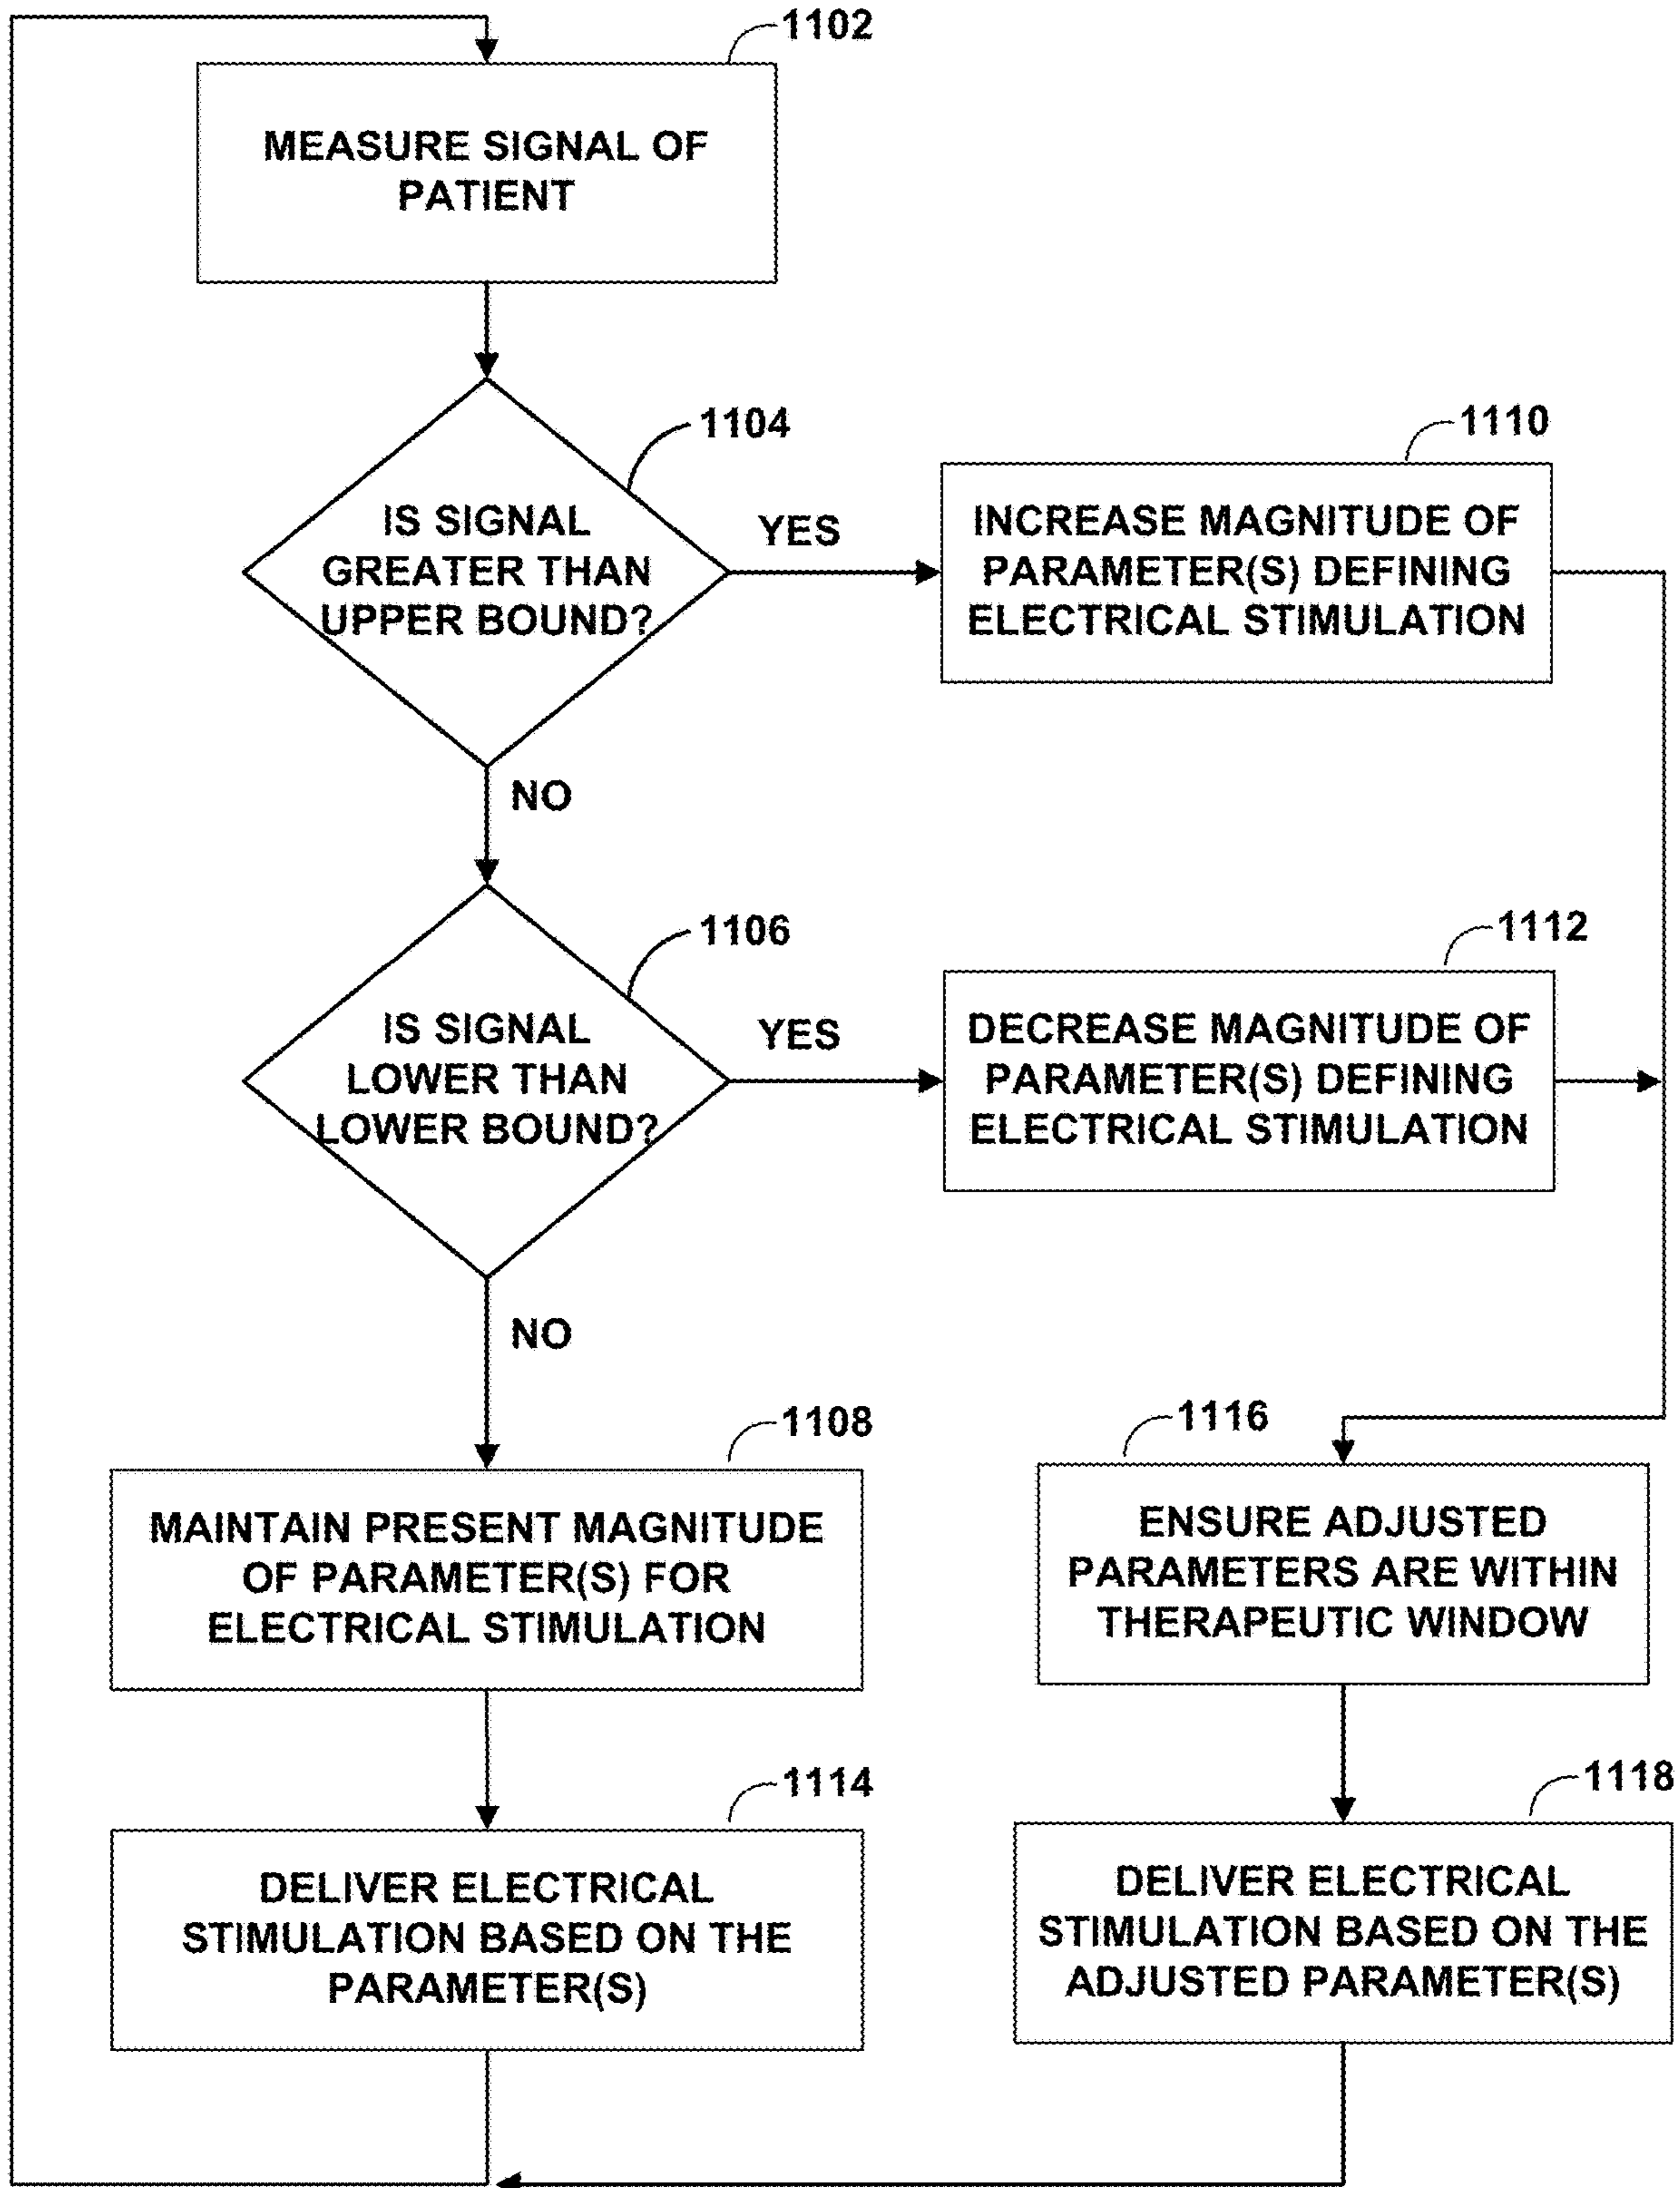 1102
MEASURE SIGNAL OF
PATIENT
1104
IS SIGNAL
GREATER THAN
UPPER BOUND?
YES
1110
INCREASE MAGNITUDE OF
PARAMETER(S) DEFINING
ELECTRICAL STIMULATION
NO
1106
IS SIGNAL
LOWER THAN
LOWER BOUND?
YES
1112
DECREASE MAGNITUDE OF
PARAMETER(S) DEFINING
ELECTRICAL STIMULATION
NO
1108
MAINTAIN PRESENT MAGNITUDE
OF PARAMETER(S) FOR
ELECTRICAL STIMULATION
1116
ENSURE ADJUSTED
PARAMETERS ARE WITHIN
THERAPEUTIC WINDOW
1114
DELIVER ELECTRICAL
STIMULATION BASED ON THE
PARAMETER(S)
1118
DELIVER ELECTRICAL
STIMULATION BASED ON THE
ADJUSTED PARAMETER(S)